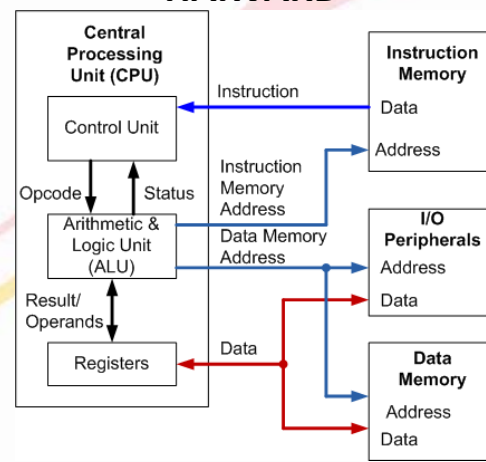 Central
Processing
Unit (CPU)
Control Unit
Opcode
Status
Arithmetic &
Logic Unit
(ALU)
Result/
Operands
Registers
Instruction
Instruction
Memory
Address
Data Memory
Address
Data
Instruction
Memory
Data
Address
I/O
Peripherals
Address
Data
Data
Memory
Address
Data